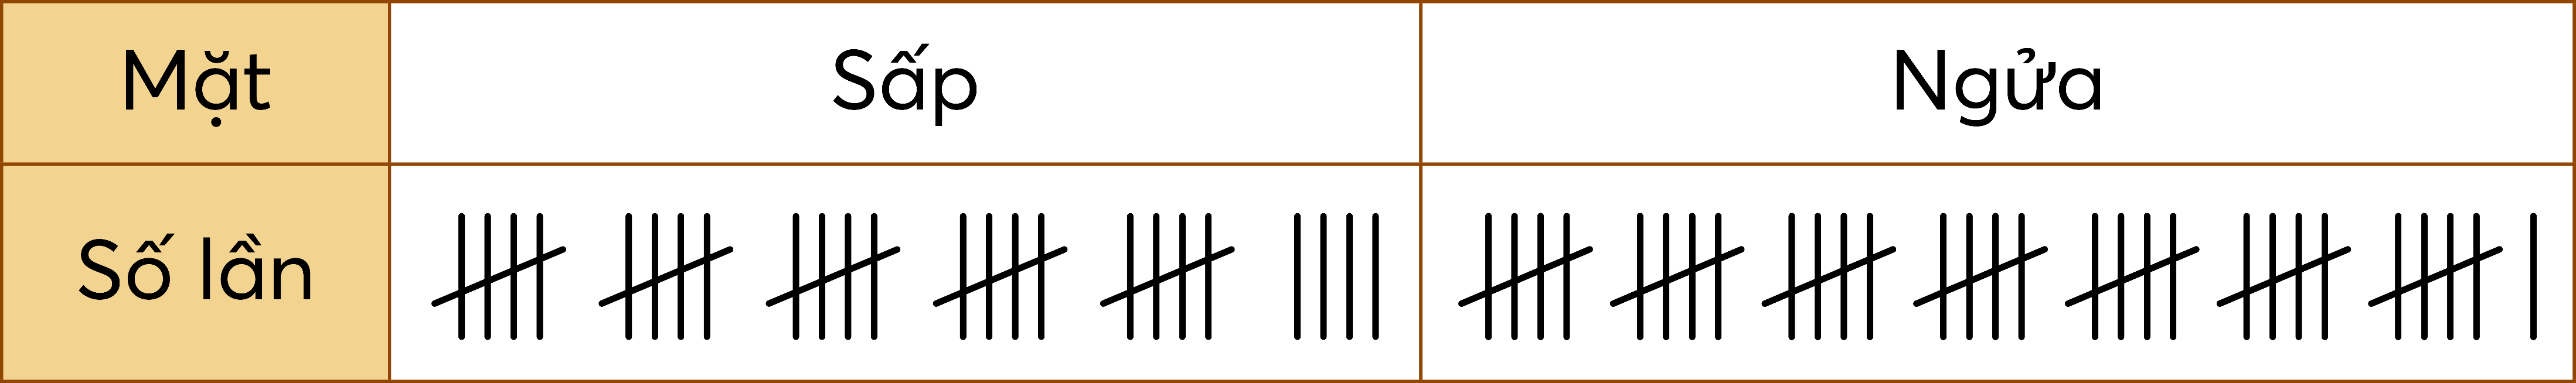 Mặt Sấp Ngửa
Số lần